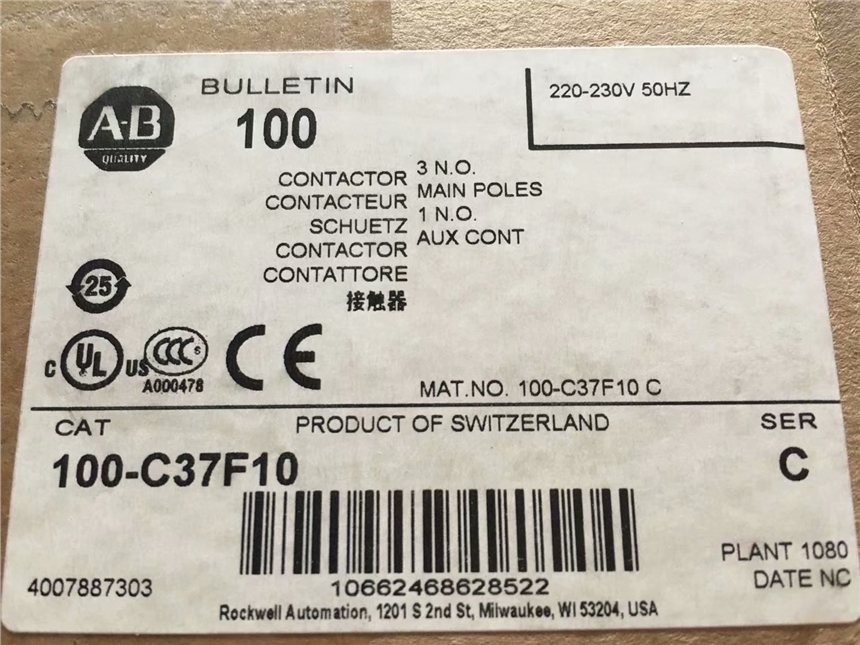 A-B
QUALITY
BULLETIN
100
220-230V 50HZ
CONTACTOR
CONTACTEUR
SCHUETZ
CONTACTOR
CONTATTORE
接触器
3 N.O.
MAIN POLES
1 N.O.
AUX CONT
25
C UL US
CCC S
A000478
CE
MAT.NO. 100-C37F10 C
CAT
PRODUCT OF SWITZERLAND
SER
100-C37F10
C
4007887303
10662468628522
PLANT 1080
DATE NC
Rockwell Automation, 1201 S 2nd St, Milwaukee, WI 53204, USA